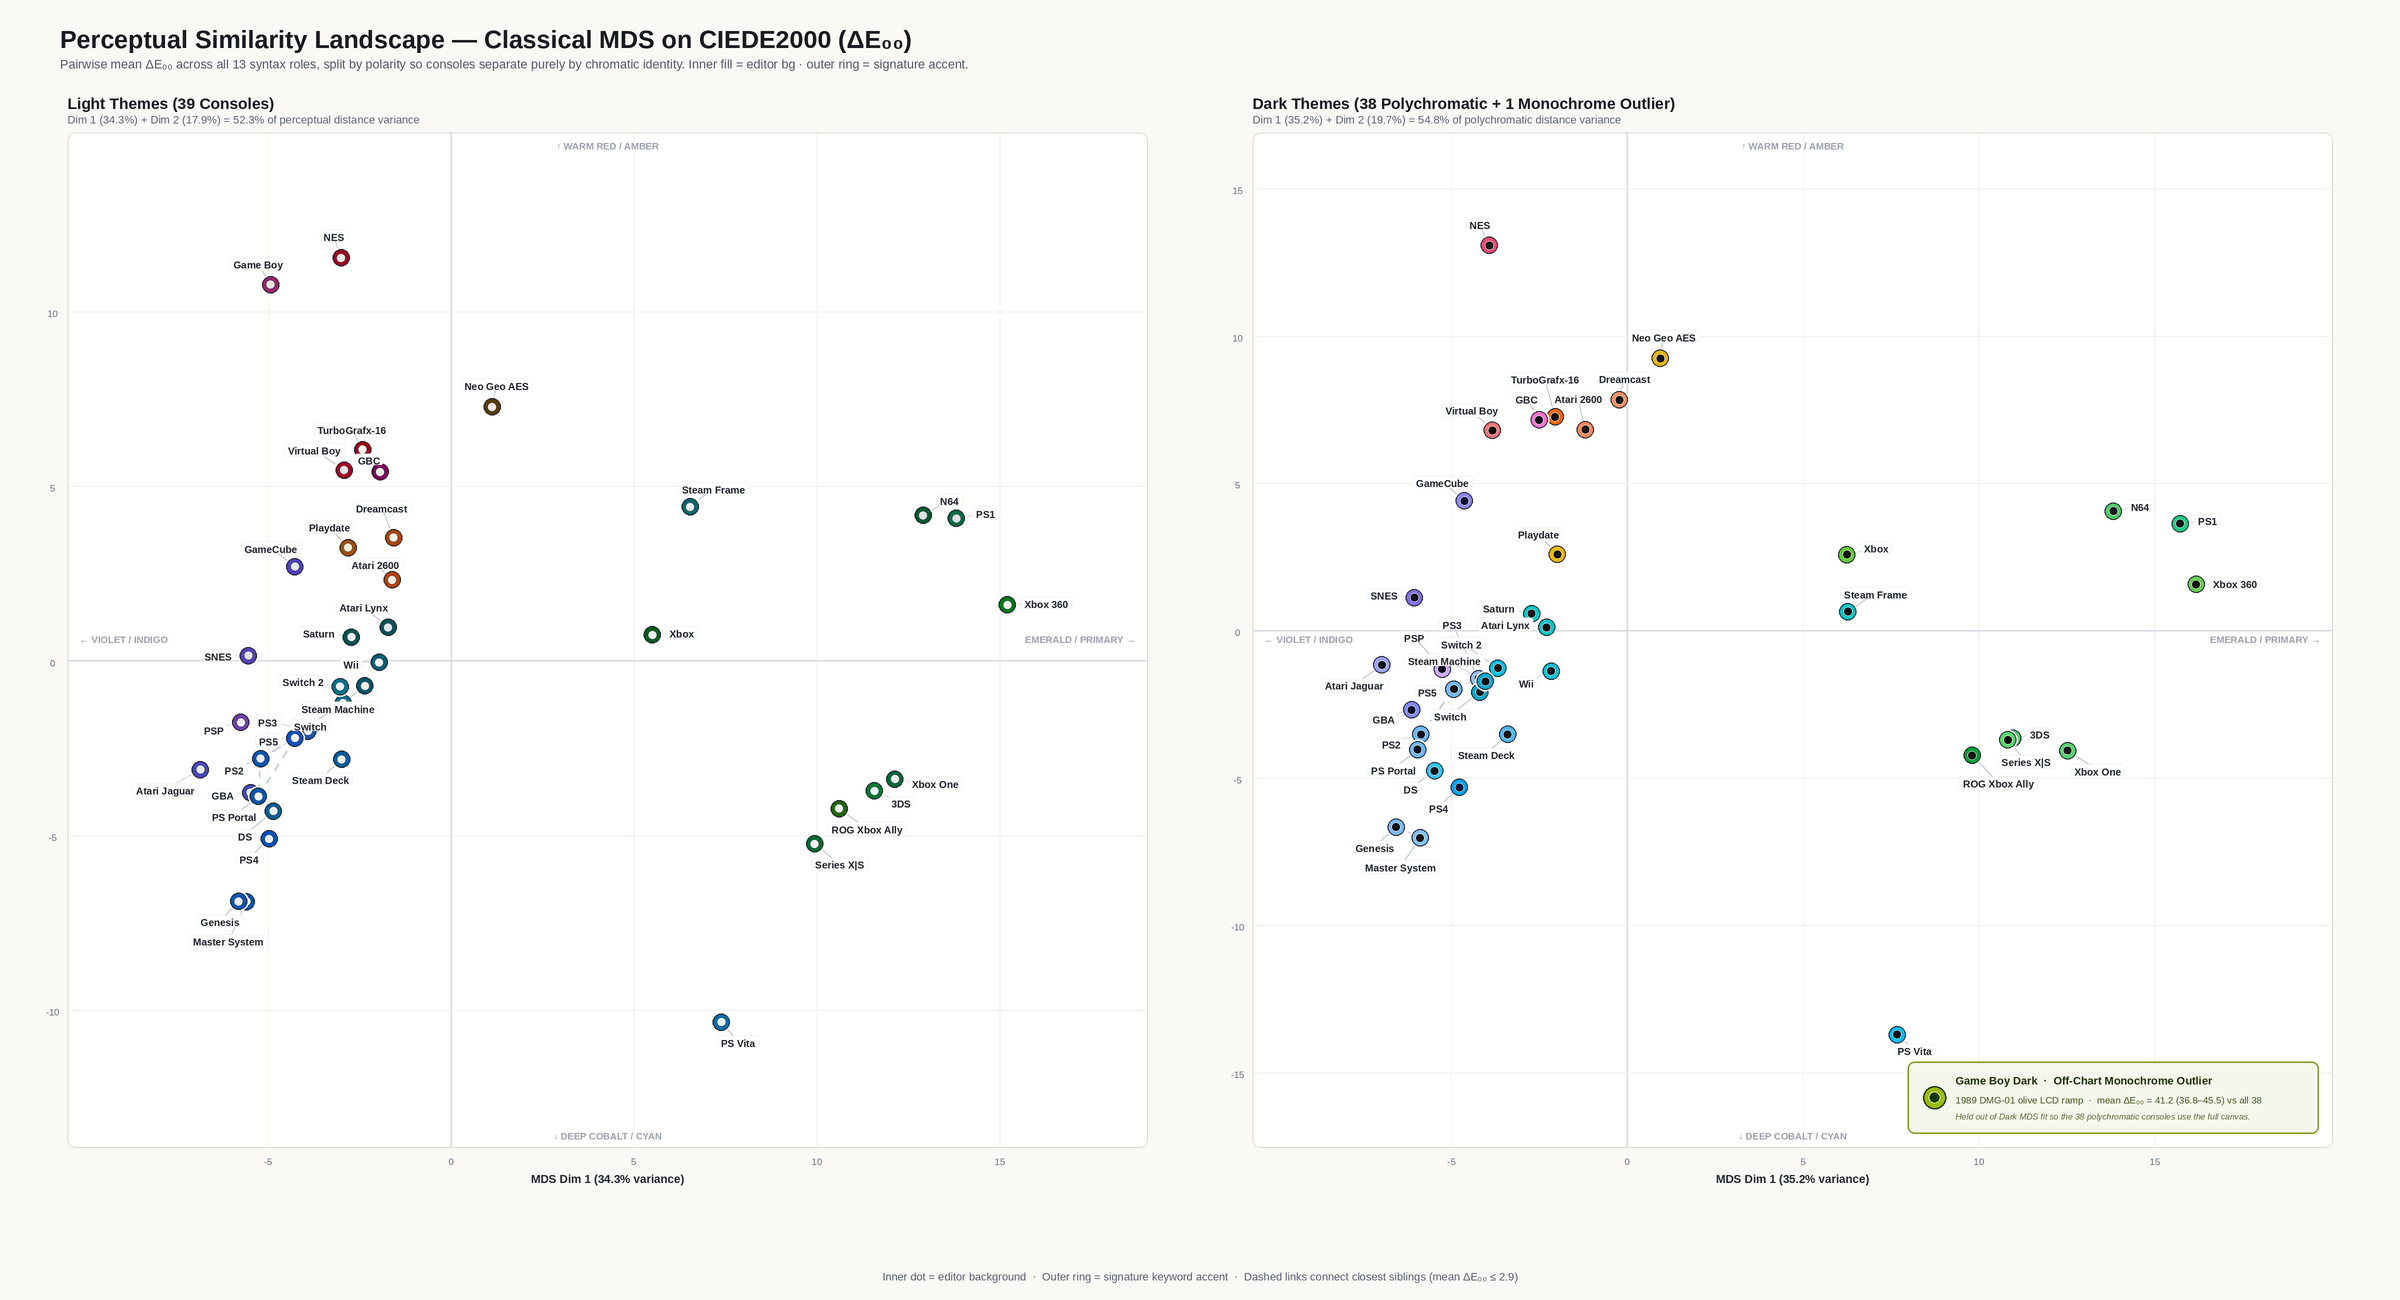 Perceptual Similarity Landscape — Classical MDS on CIEDE2000 (ΔE₀₀)
Pairwise mean ΔE₀₀ across all 13 syntax roles, split by polarity so consoles separate purely by chromatic identity. Inner fill = editor bg · outer ring = signature accent.
Light Themes (39 Consoles)
Dim 1 (34.3%) + Dim 2 (17.9%) = 52.3% of perceptual distance variance
↑ WARM RED / AMBER
NES
Game Boy
10
Neo Geo AES
TurboGrafx-16
Virtual Boy
GBC
5
Steam Frame
N64
PS1
Dreamcast
Playdate
GameCube
Atari 2600
Atari Lynx
Xbox 360
Saturn
Xbox
← VIOLET / INDIGO
EMERALD / PRIMARY →
SNES
0
Wii
Switch 2
Steam Machine
PS3
Switch
PSP
PS5
PS2
Steam Deck
Atari Jaguar
GBA
PS Portal
Xbox One
3DS
ROG Xbox Ally
-5
DS
PS4
Series X|S
Genesis
Master System
-10
PS Vita
↓ DEEP COBALT / CYAN
-5
0
5
10
15
MDS Dim 1 (34.3% variance)
Dark Themes (38 Polychromatic + 1 Monochrome Outlier)
Dim 1 (35.2%) + Dim 2 (19.7%) = 54.8% of polychromatic distance variance
↑ WARM RED / AMBER
15
NES
10
Neo Geo AES
TurboGrafx-16
Dreamcast
GBC
Atari 2600
Virtual Boy
5
GameCube
N64
PS1
Playdate
Xbox
Xbox 360
SNES
Steam Frame
Saturn
PS3
Atari Lynx
0
← VIOLET / INDIGO
EMERALD / PRIMARY →
PSP
Switch 2
Steam Machine
Atari Jaguar
Wii
PS5
GBA
Switch
PS2
Steam Deck
3DS
Series X|S
Xbox One
PS Portal
-5
ROG Xbox Ally
DS
PS4
Genesis
Master System
-10
PS Vita
-15
Game Boy Dark · Off-Chart Monochrome Outlier
1989 DMG-01 olive LCD ramp · mean ΔE₀₀ = 41.2 (36.8–45.5) vs all 38
Held out of Dark MDS fit so the 38 polychromatic consoles use the full canvas.
↓ DEEP COBALT / CYAN
-5
0
5
10
15
MDS Dim 1 (35.2% variance)
Inner dot = editor background · Outer ring = signature keyword accent · Dashed links connect closest siblings (mean ΔE₀₀ ≤ 2.9)